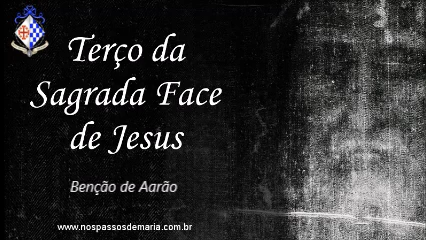 Terço da
Sagrada Face
de Jesus
Benção de Aarão
www.nospassosdemaria.com.br